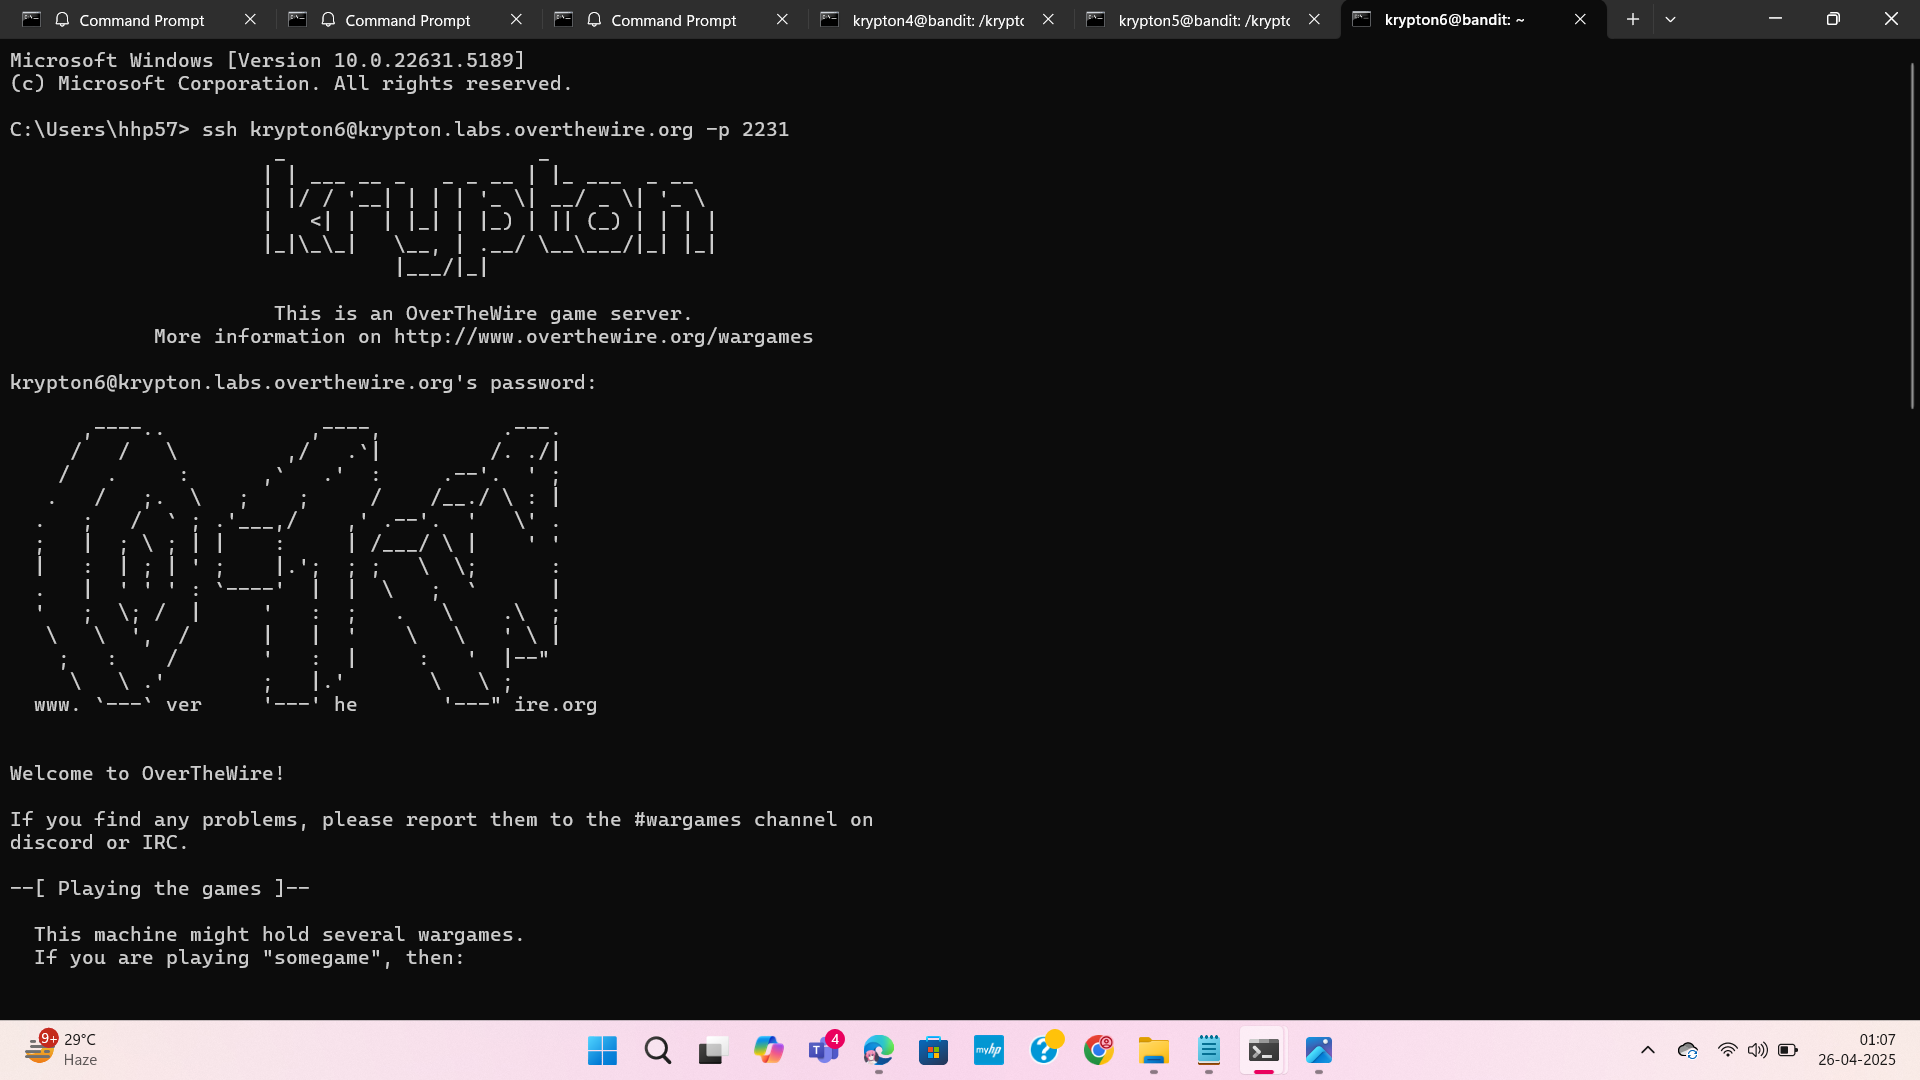 Command Prompt
Command Prompt
Command Prompt
krypton4@bandit: /krypto
krypton5@bandit: /krypto
krypton6@bandit: ~
Microsoft Windows [Version 10.0.22631.5189]
(c) Microsoft Corporation. All rights reserved.
C:\Users\hhp57> ssh krypton6@krypton.labs.overthewire.org -p 2231
krypton
This is an OverTheWire game server.
More information on http://www.overthewire.org/wargames
krypton6@krypton.labs.overthewire.org's password:
www. ver he ire.org
Welcome to OverTheWire!
If you find any problems, please report them to the #wargames channel on
discord or IRC.
--[ Playing the games ]--
This machine might hold several wargames.
If you are playing "somegame", then:
9+
29°C
Haze
4
myhp
01:07
26-04-2025